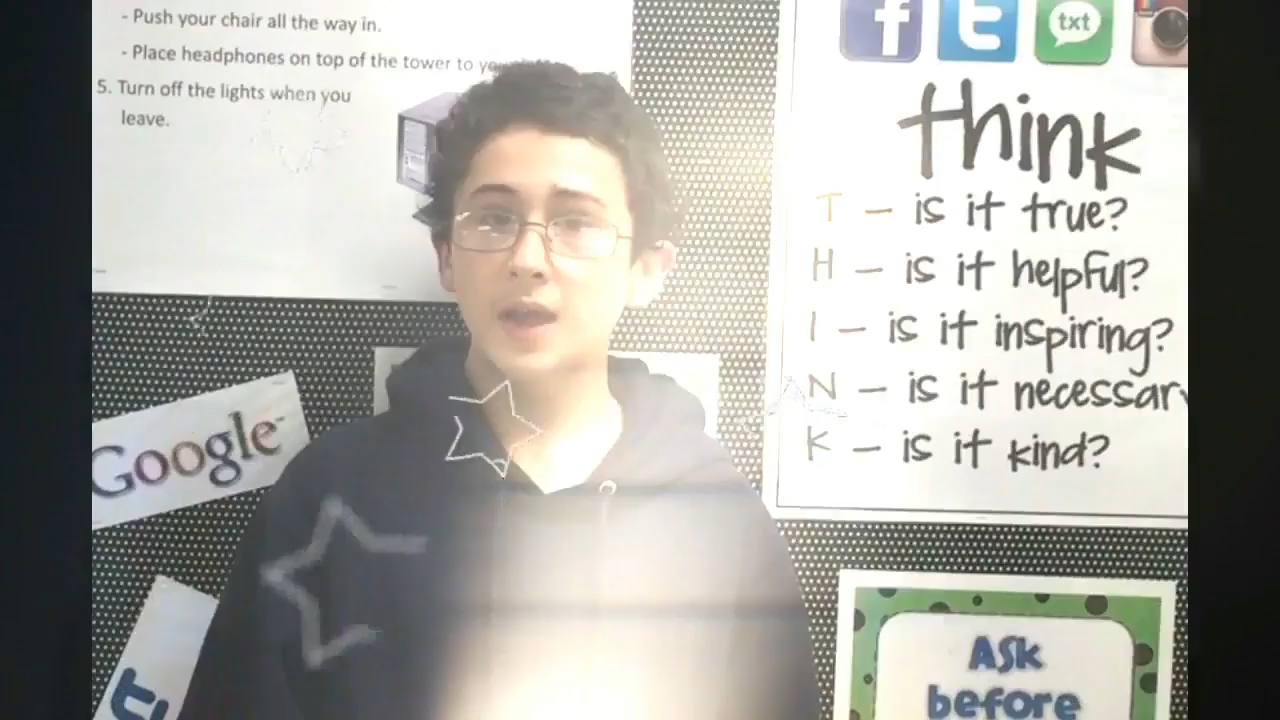 - Push your chair all the way in.
- Place headphones on top of the tower to
5. Turn off the lights when you
leave.
f
t
txt
think
T – is it true?
H – is it helpful?
I – is it inspiring?
N – is it necessar
K – is it kind?
Google™
Ask
before